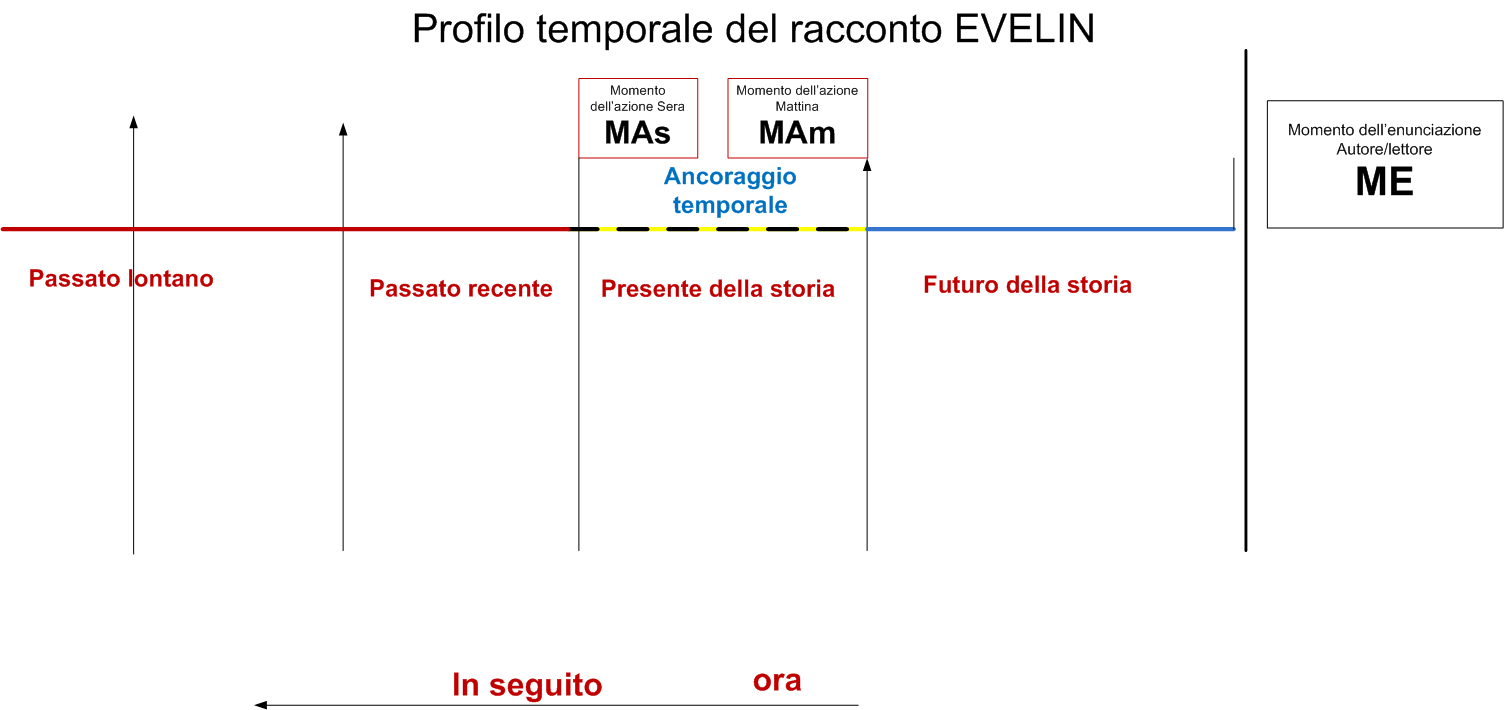 Profilo temporale del racconto EVELIN
Momento
dell'azione Sera
MAs
Momento dell'azione
Mattina
MAm
Momento dell'enunciazione
Autore/lettore
ME
Ancoraggio
temporale
Passato lontano
Passato recente
Presente della storia
Futuro della storia
In seguito
ora